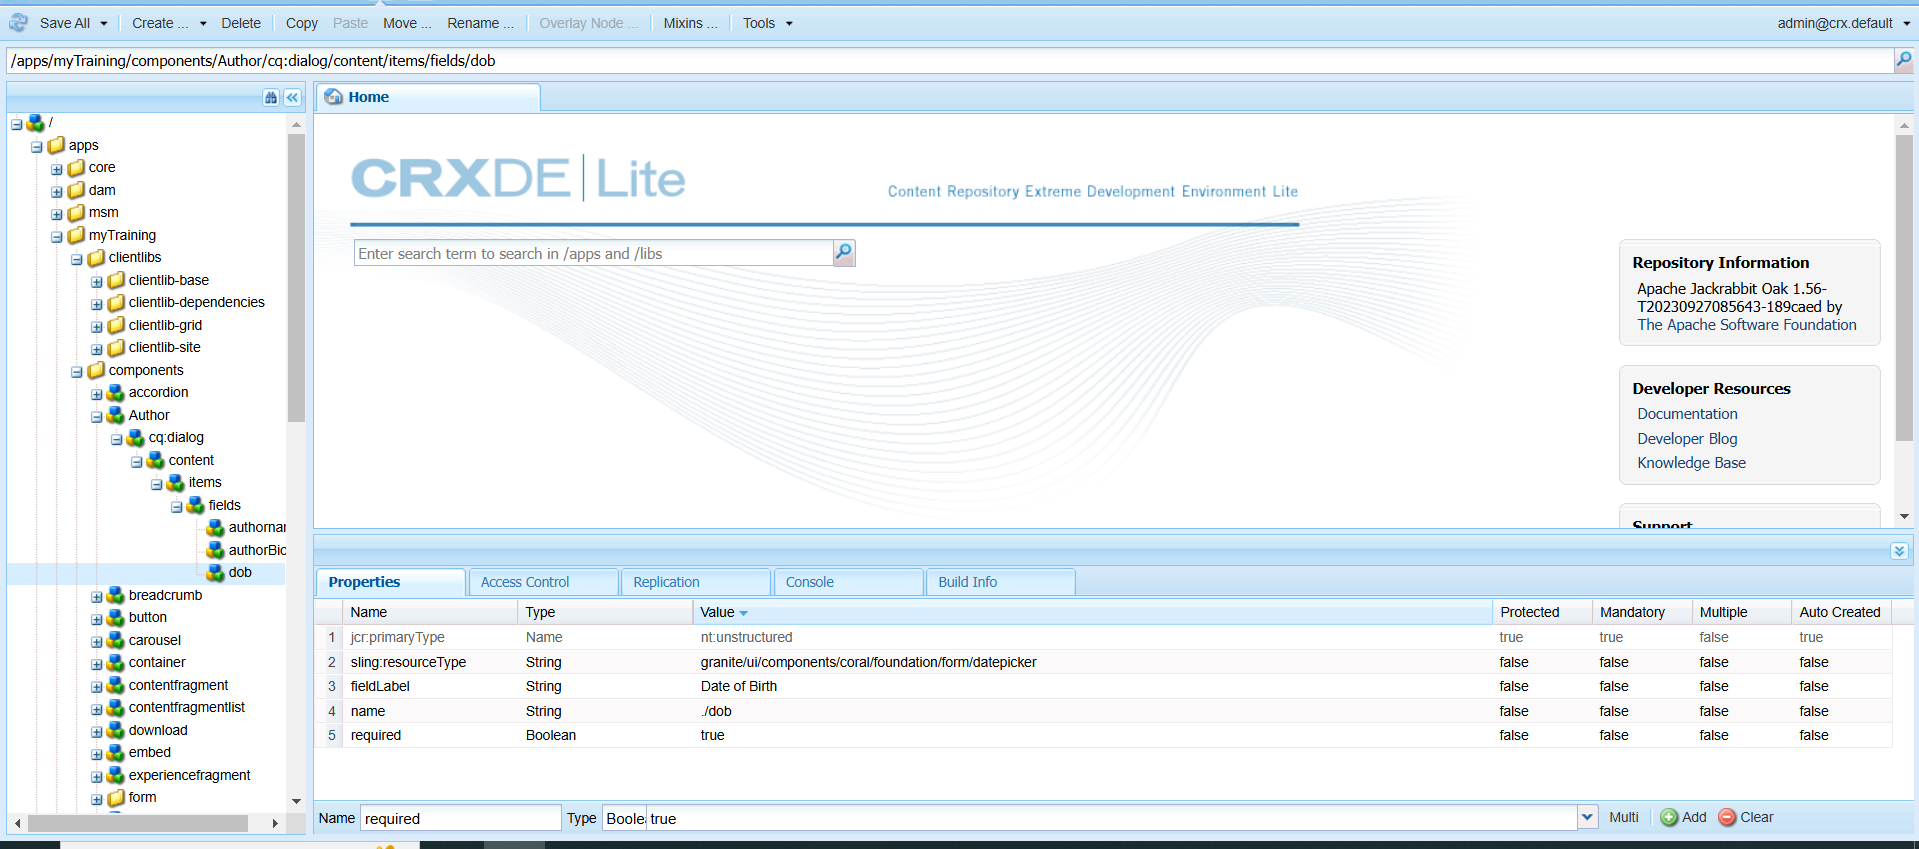 Save All Create ... Delete Copy Paste Move ... Rename ... Overlay Node ... Mixins ... Tools admin@crx.default
/apps/myTraining/components/Author/cq:dialog/content/items/fields/dob
/
apps
core
dam
msm
myTraining
clientlibs
clientlib-base
clientlib-dependencies
clientlib-grid
clientlib-site
components
accordion
Author
cq:dialog
content
items
fields
authornar
authorBio
dob
breadcrumb
button
carousel
container
contentfragment
contentfragmentlist
download
embed
experiencefragment
form
Home
CRXDE Lite
Content Repository Extreme Development Environment Lite
Enter search term to search in /apps and /libs
Repository Information
Apache Jackrabbit Oak 1.56-
T20230927085643-189caed by
The Apache Software Foundation
Developer Resources
Documentation
Developer Blog
Knowledge Base
Support
Properties Access Control Replication Console Build Info
Name Type Value Protected Mandatory Multiple Auto Created
1 jcr:primaryType Name nt:unstructured true true false true
2 sling:resourceType String granite/ui/components/coral/foundation/form/datepicker false false false false
3 fieldLabel String Date of Birth false false false false
4 name String ./dob false false false false
5 required Boolean true false false false false
Name required Type Boolea true Multi Add Clear